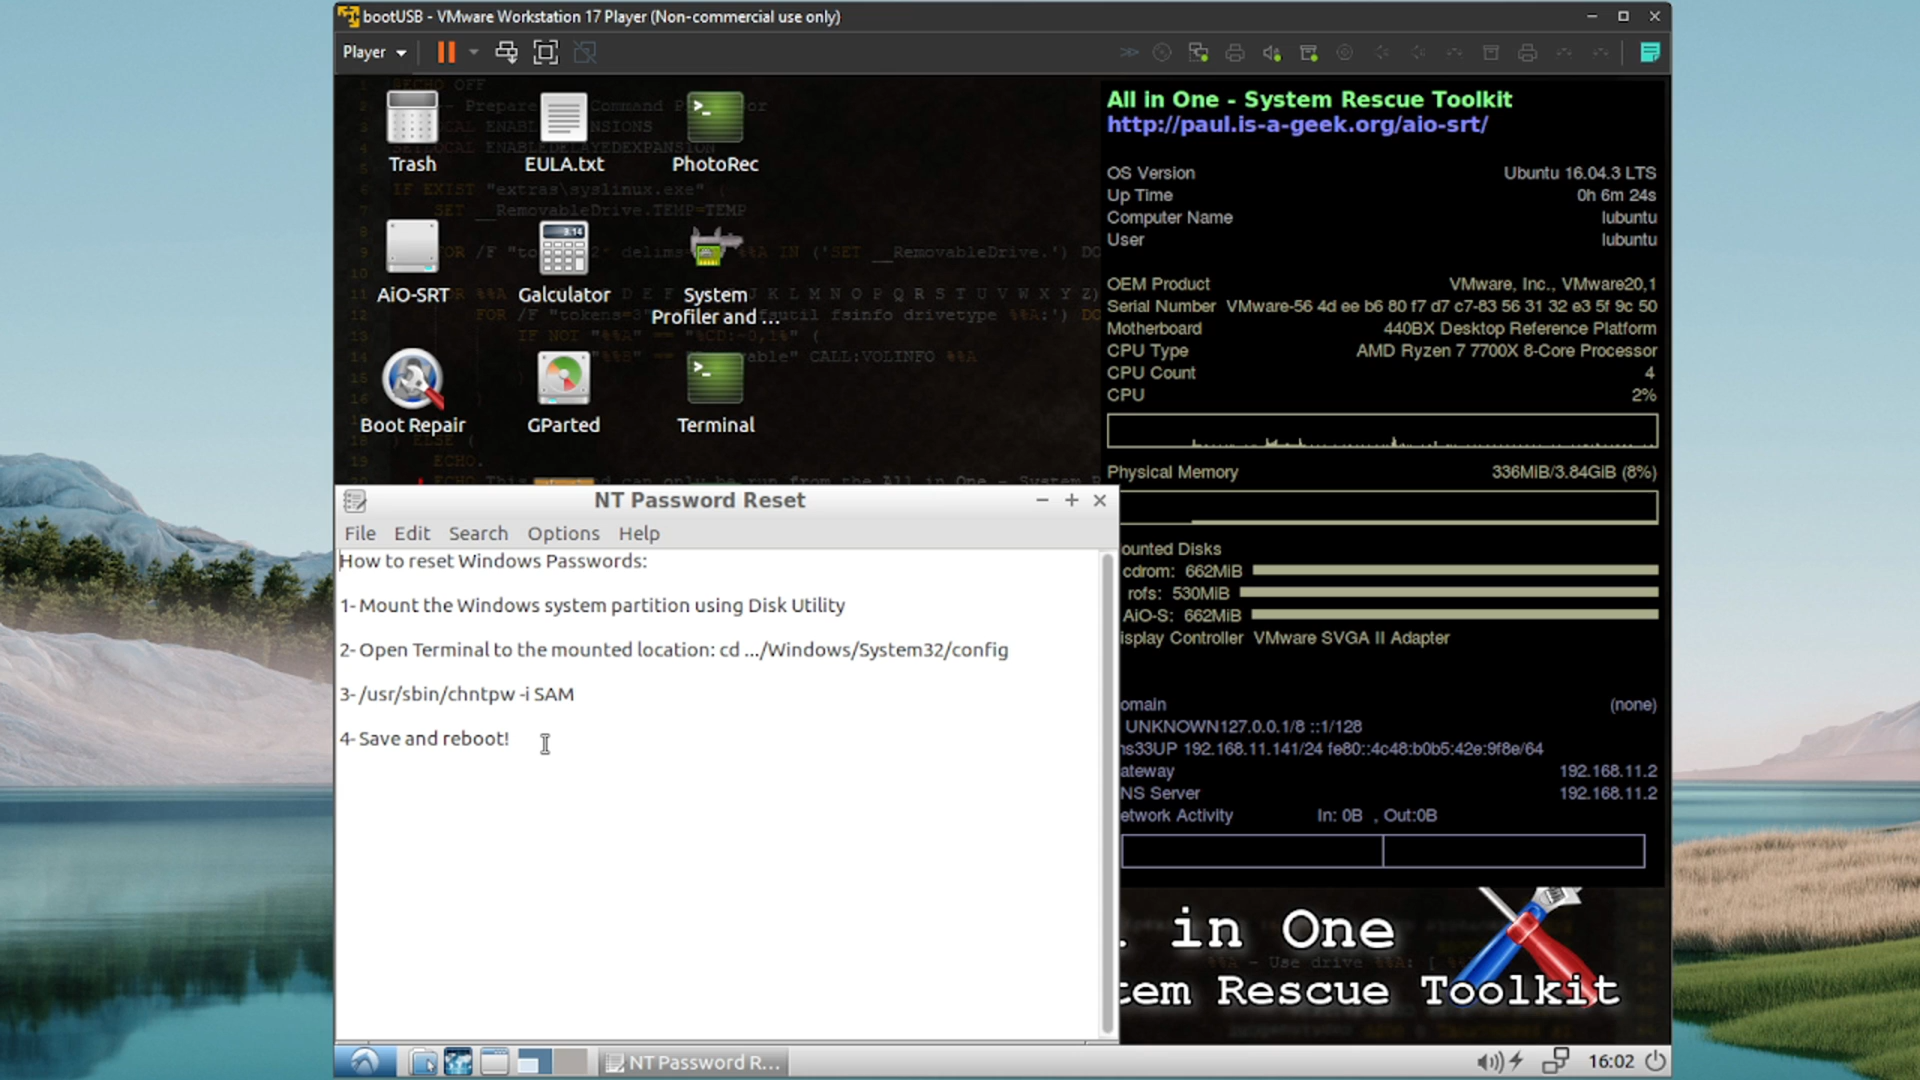 bootUSB - VMware Workstation 17 Player (Non-commercial use only)
Player
Trash
EULA.txt
PhotoRec
AiO-SRT
Galculator
System
Profiler and ...
Boot Repair
GParted
Terminal
All in One - System Rescue Toolkit
http://paul.is-a-geek.org/aio-srt/
OS Version Ubuntu 16.04.3 LTS
Up Time 0h 6m 24s
Computer Name lubuntu
User lubuntu
OEM Product VMware, Inc., VMware20,1
Serial Number VMware-56 4d ee b6 80 f7 d7 c7-83 56 31 32 e3 5f 9c 50
Motherboard 440BX Desktop Reference Platform
CPU Type AMD Ryzen 7 7700X 8-Core Processor
CPU Count 4
CPU 2%
Physical Memory 336MiB/3.84GiB (8%)
ounted Disks
cdrom: 662MiB
rofs: 530MiB
AiO-S: 662MiB
isplay Controller VMware SVGA II Adapter
omain (none)
UNKNOWN127.0.0.1/8 ::1/128
ns33UP 192.168.11.141/24 fe80::4c48:b0b5:42e:9f8e/64
ateway 192.168.11.2
NS Server 192.168.11.2
etwork Activity In: 0B , Out:0B
NT Password Reset
File Edit Search Options Help
How to reset Windows Passwords:
1- Mount the Windows system partition using Disk Utility
2- Open Terminal to the mounted location: cd .../Windows/System32/config
3- /usr/sbin/chntpw -i SAM
4- Save and reboot!
in One
tem Rescue Toolkit
NT Password R...
16:02